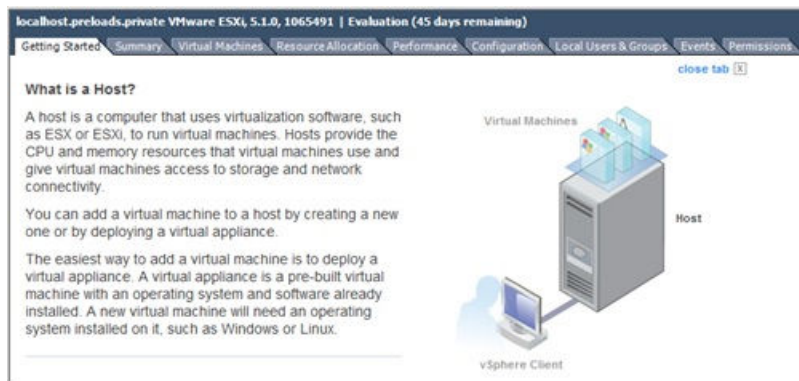 localhost.preloads.private VMware ESXi, 5.1.0, 1065491 | Evaluation (45 days remaining)
Getting Started Summary Virtual Machines Resource Allocation Performance Configuration Local Users & Groups Events Permissions
close tab X
What is a Host?
A host is a computer that uses virtualization software, such
as ESX or ESXi, to run virtual machines. Hosts provide the
CPU and memory resources that virtual machines use and
give virtual machines access to storage and network
connectivity.
You can add a virtual machine to a host by creating a new
one or by deploying a virtual appliance.
The easiest way to add a virtual machine is to deploy a
virtual appliance. A virtual appliance is a pre-built virtual
machine with an operating system and software already
installed. A new virtual machine will need an operating
system installed on it, such as Windows or Linux.
Virtual Machines
Host
vSphere Client